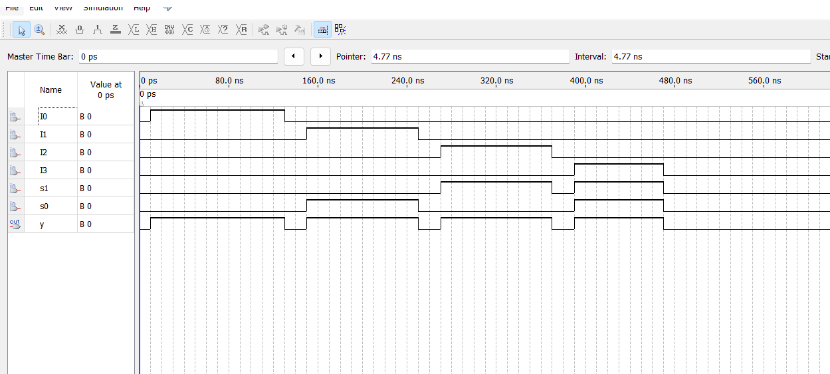 File Edit View Simulation Help
Master Time Bar: 0 ps Pointer: 4.77 ns Interval: 4.77 ns Star
Name Value at 0 ps
0 ps 80.0 ns 160.0 ns 240.0 ns 320.0 ns 400.0 ns 480.0 ns 560.0 ns
0 ps
I0 B 0
I1 B 0
I2 B 0
I3 B 0
s1 B 0
s0 B 0
out y B 0